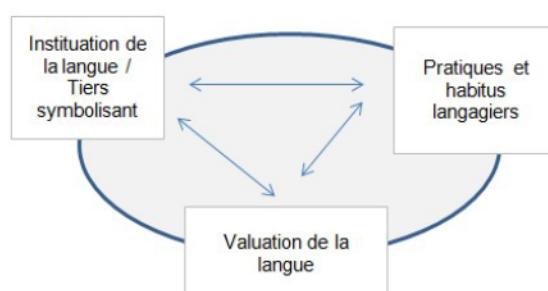 Instituation de
la langue /
Tiers
symbolisant
Pratiques et
habitus
langagiers
Valuation de la
langue